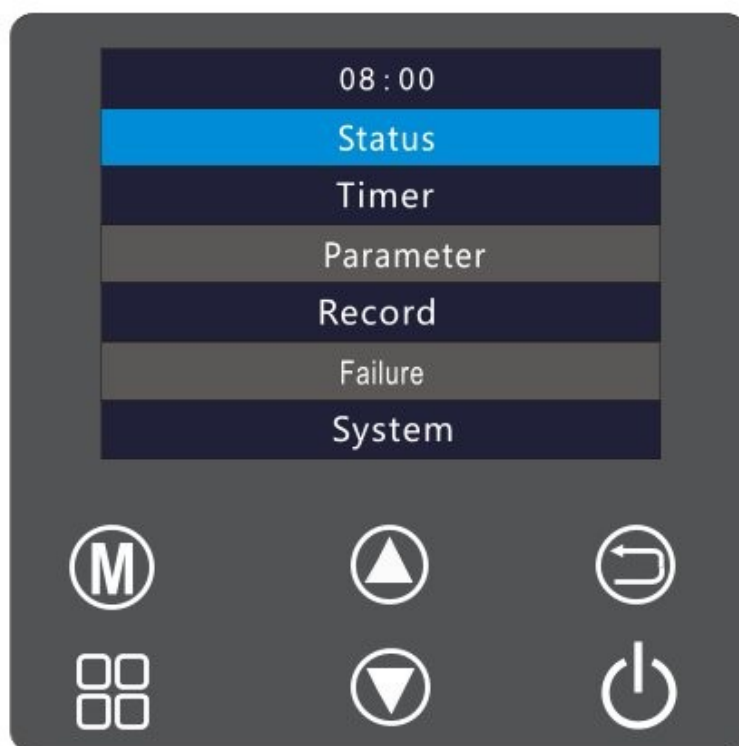 08:00
Status
Timer
Parameter
Record
Failure
System
M